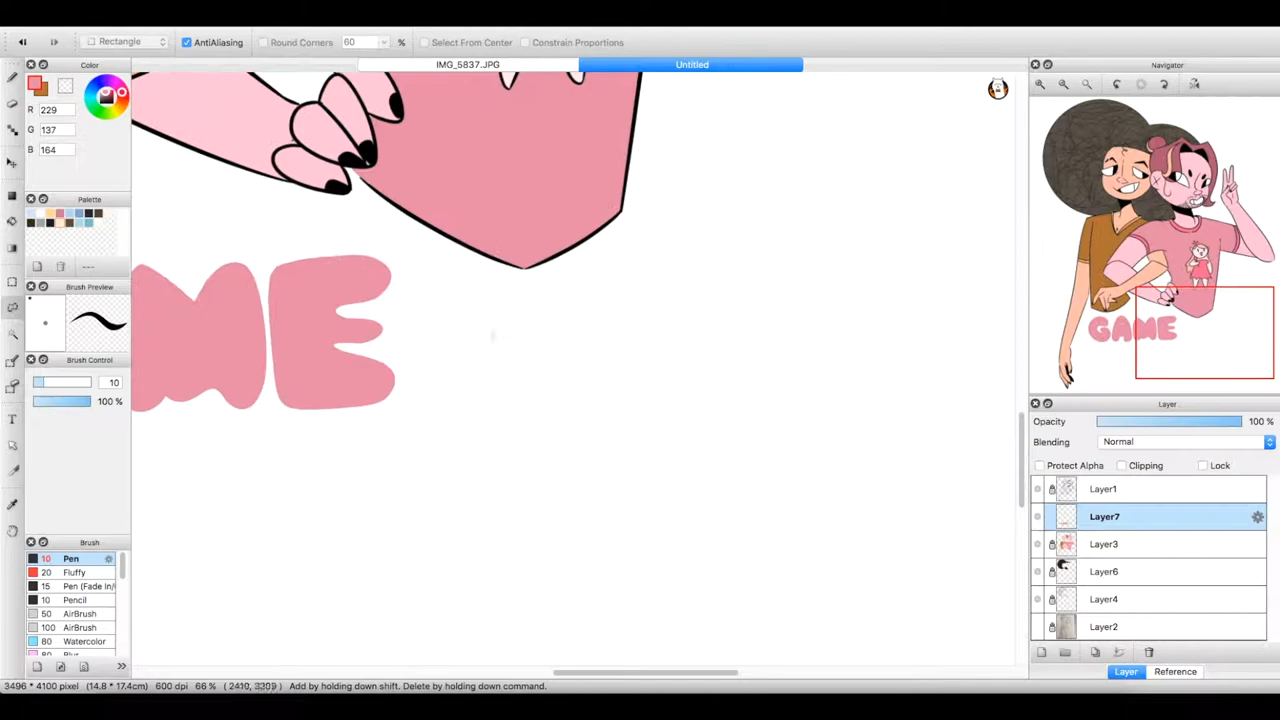 Rectangle AntiAliasing Round Corners 60 % Select From Center Constrain Proportions
IMG_5837.JPG Untitled
Color
R 229
G 137
B 164
Palette
---
Brush Preview
Brush Control
10
100 %
Brush
10 Pen
20 Fluffy
15 Pen (Fade In/
10 Pencil
50 AirBrush
100 AirBrush
80 Watercolor
80 Blur
ME
Navigator
GAME
Layer
Opacity 100 %
Blending Normal
Protect Alpha Clipping Lock
Layer1
Layer7
Layer3
Layer6
Layer4
Layer2
Layer Reference
3496 * 4100 pixel (14.8 * 17.4cm) 600 dpi 66 % ( 2410, 3309 ) Add by holding down shift. Delete by holding down command.